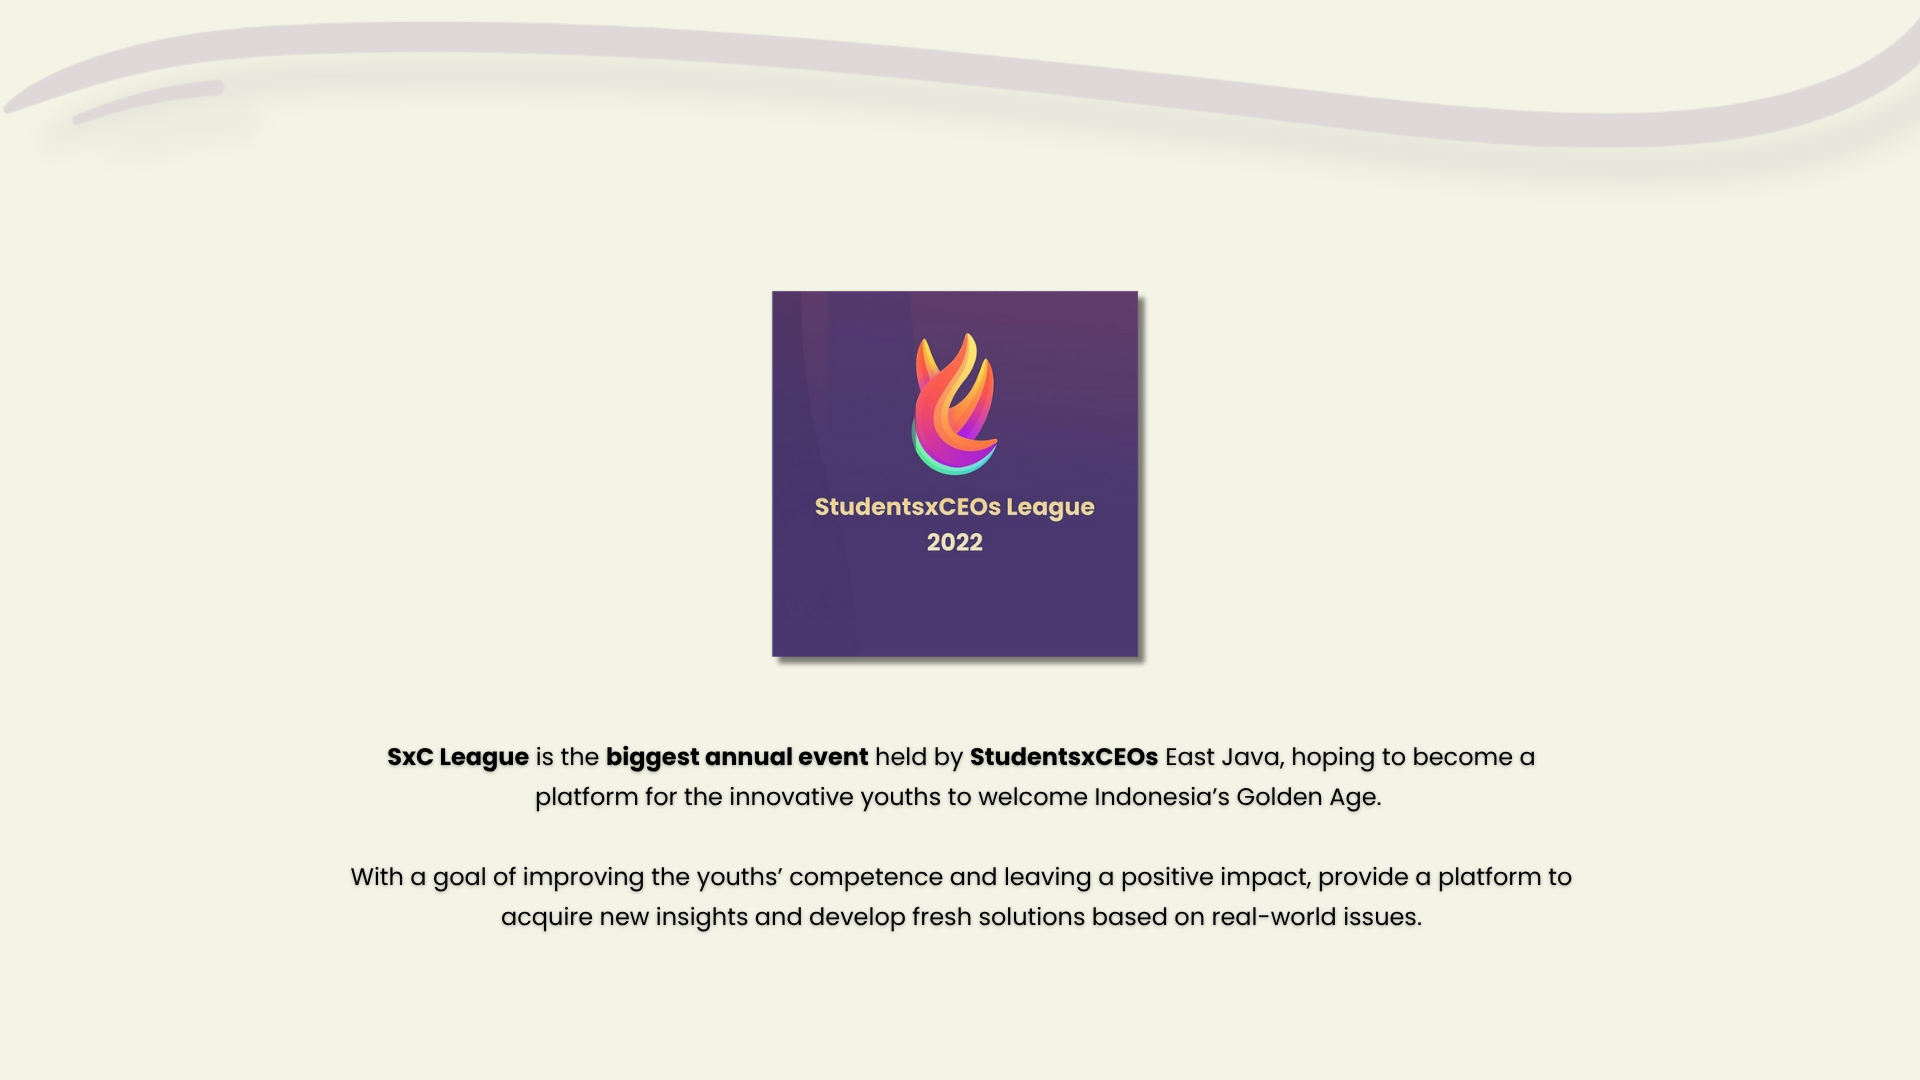 StudentsxCEOs League
2022
SxC League is the biggest annual event held by StudentsxCEOs East Java, hoping to become a
platform for the innovative youths to welcome Indonesia’s Golden Age.
With a goal of improving the youths’ competence and leaving a positive impact, provide a platform to
acquire new insights and develop fresh solutions based on real-world issues.